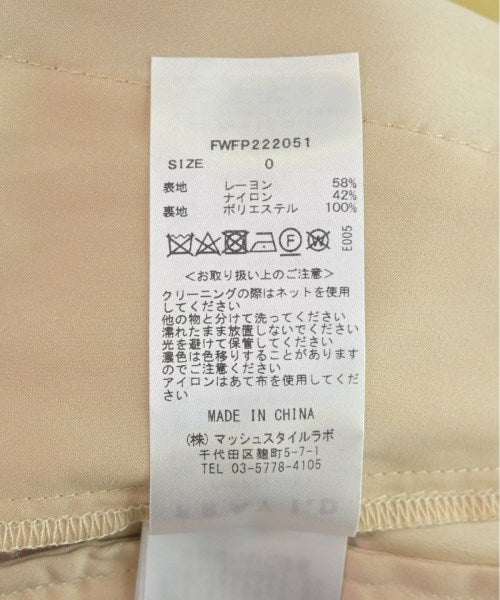 FWFP222051
SIZE 0
表地 レーヨン 58%
ナイロン 42%
裏地 ポリエステル 100%
E005
<お取り扱い上のご注意>
クリーニングの際はネットを使用
してください
他の物と分けて洗ってください
濡れたまま放置しないでください
光を避けて保管してください
濃色は色移りすることがあります
のでご注意ください
アイロンはあて布を使用してくだ
さい
MADE IN CHINA
(株) マッシュスタイルラボ
千代田区麹町5-7-1
TEL 03-5778-4105